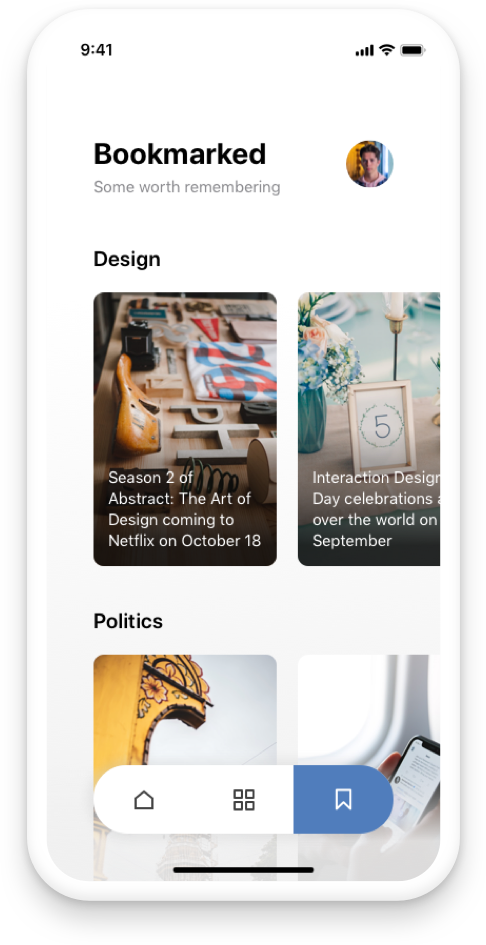 9:41
Bookmarked
Some worth remembering
Design
Season 2 of
Abstract: The Art of
Design coming to
Netflix on October 18
5
Interaction Design
Day celebrations a
over the world on
September
Politics